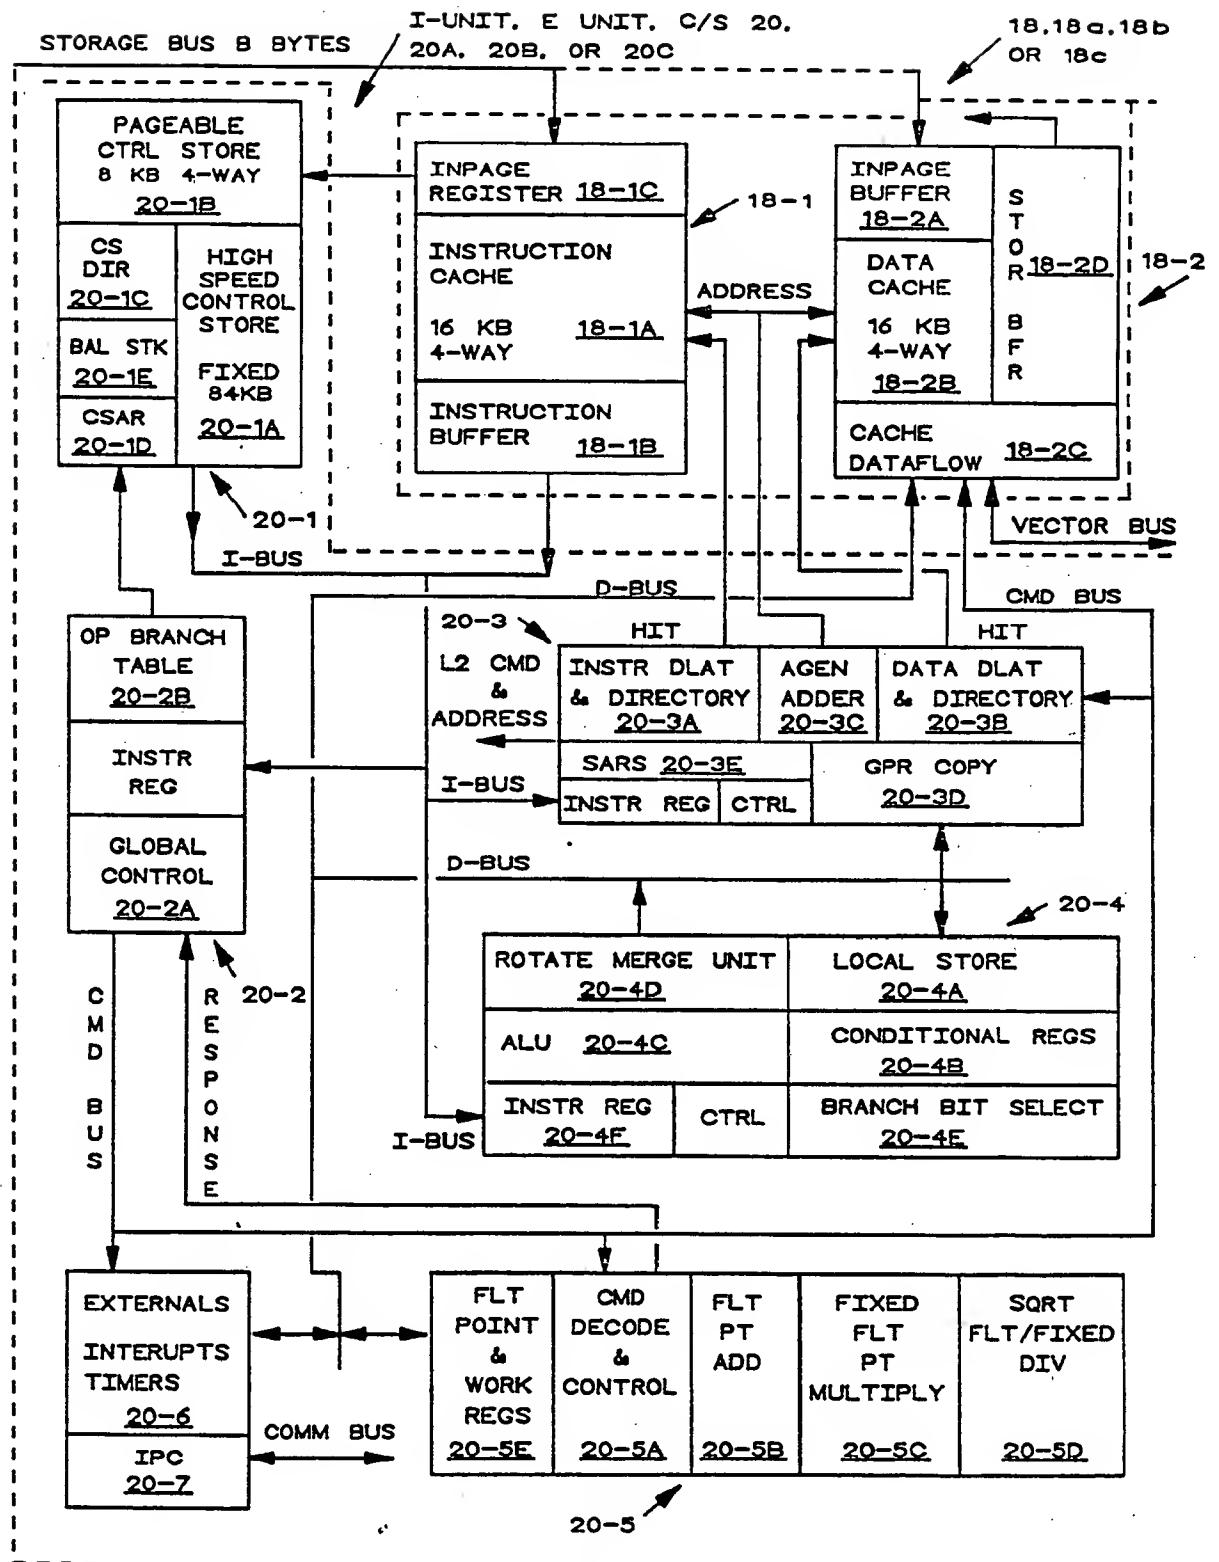 I-UNIT. E UNIT. C/S 20.
20A. 20B. OR 20C
18,18a,18b
OR 18c
STORAGE BUS 8 BYTES
PAGEABLE
CTRL STORE
8 KB 4-WAY
20-1B
CS
DIR
20-1C
BAL STK
20-1E
CSAR
20-1D
HIGH
SPEED
CONTROL
STORE
FIXED
84KB
20-1A
20-1
INPAGE
REGISTER 18-1C
INSTRUCTION
CACHE
16 KB 18-1A
4-WAY
INSTRUCTION
BUFFER 18-1B
18-1
ADDRESS
INPAGE
BUFFER
18-2A
DATA
CACHE
16 KB
4-WAY
18-2B
STOR BFR
18-2D
CACHE
DATAFLOW 18-2C
18-2
VECTOR BUS
I-BUS
D-BUS
CMD BUS
OP BRANCH
TABLE
20-2B
INSTR
REG
GLOBAL
CONTROL
20-2A
20-2
20-3
HIT
HIT
L2 CMD
&
ADDRESS
INSTR DLAT
& DIRECTORY
20-3A
AGEN
ADDER
20-3C
DATA DLAT
& DIRECTORY
20-3B
SARS 20-3E
INSTR REG
CTRL
GPR COPY
20-3D
I-BUS
D-BUS
20-4
ROTATE MERGE UNIT
20-4D
LOCAL STORE
20-4A
ALU 20-4C
CONDITIONAL REGS
20-4B
INSTR REG
20-4F
CTRL
BRANCH BIT SELECT
20-4E
I-BUS
CMD BUS
RESPONSE
EXTERNALS
INTERUPTS
TIMERS
20-6
IPC
20-7
COMM BUS
FLT
POINT
&
WORK
REGS
20-5E
CMD
DECODE
&
CONTROL
20-5A
FLT
PT
ADD
20-5B
FIXED
FLT
PT
MULTIPLY
20-5C
SQRT
FLT/FIXED
DIV
20-5D
20-5